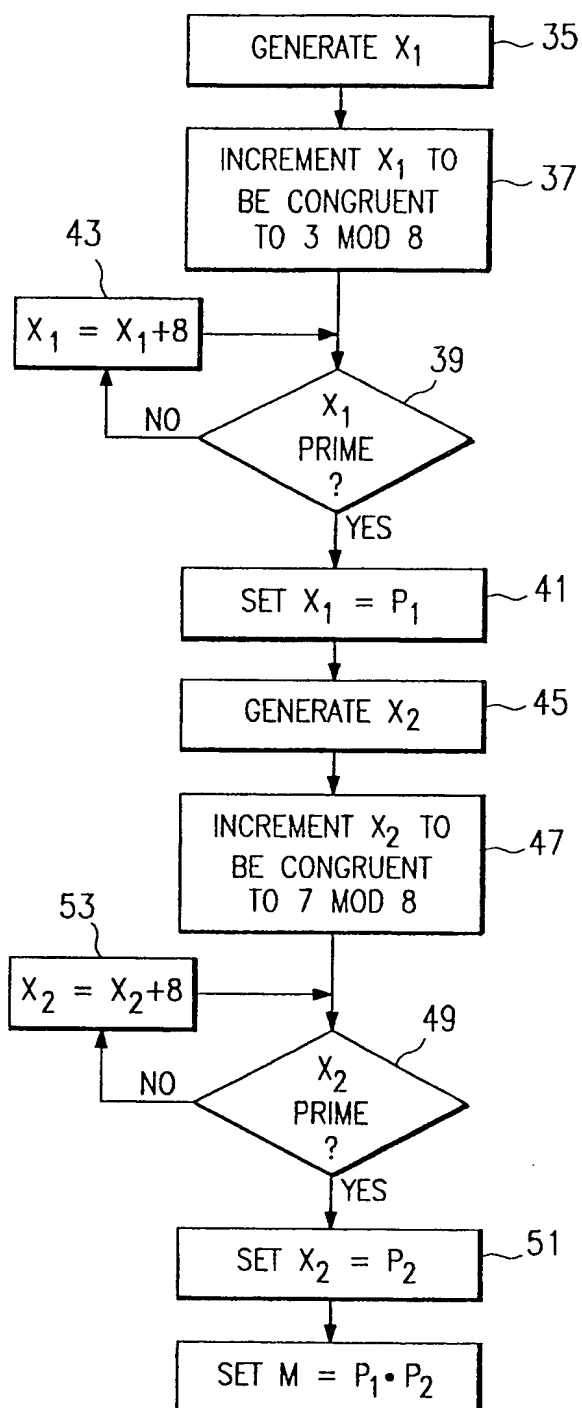 GENERATE X1
35
INCREMENT X1 TO
BE CONGRUENT
TO 3 MOD 8
37
43
X1 = X1+8
39
X1
PRIME
?
NO
YES
SET X1 = P1
41
GENERATE X2
45
INCREMENT X2 TO
BE CONGRUENT
TO 7 MOD 8
47
53
X2 = X2+8
49
X2
PRIME
?
NO
YES
SET X2 = P2
51
SET M = P1•P2